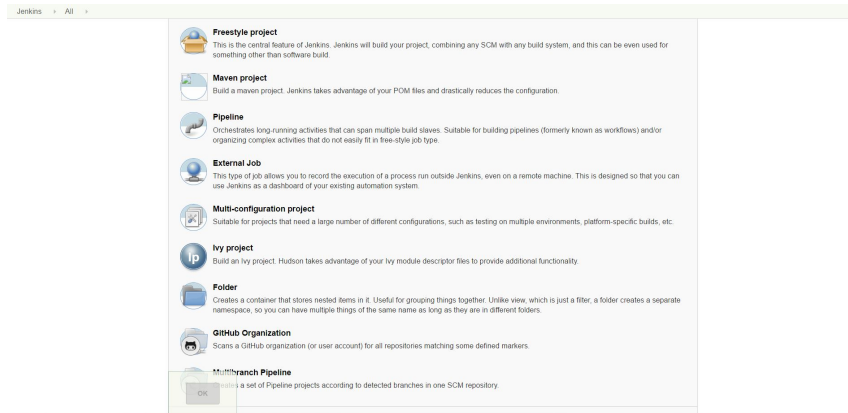 Jenkins › All ›
Freestyle project
This is the central feature of Jenkins. Jenkins will build your project, combining any SCM with any build system, and this can be even used for
something other than software build.
Maven project
Build a maven project. Jenkins takes advantage of your POM files and drastically reduces the configuration.
Pipeline
Orchestrates long-running activities that can span multiple build slaves. Suitable for building pipelines (formerly known as workflows) and/or
organizing complex activities that do not easily fit in free-style job type.
External Job
This type of job allows you to record the execution of a process run outside Jenkins, even on a remote machine. This is designed so that you can
use Jenkins as a dashboard of your existing automation system.
Multi-configuration project
Suitable for projects that need a large number of different configurations, such as testing on multiple environments, platform-specific builds, etc.
Ip
Ivy project
Build an Ivy project. Hudson takes advantage of your Ivy module descriptor files to provide additional functionality.
Folder
Creates a container that stores nested items in it. Useful for grouping things together. Unlike view, which is just a filter, a folder creates a separate
namespace, so you can have multiple things of the same name as long as they are in different folders.
GitHub Organization
Scans a GitHub organization (or user account) for all repositories matching some defined markers.
Multibranch Pipeline
Creates a set of Pipeline projects according to detected branches in one SCM repository.
OK